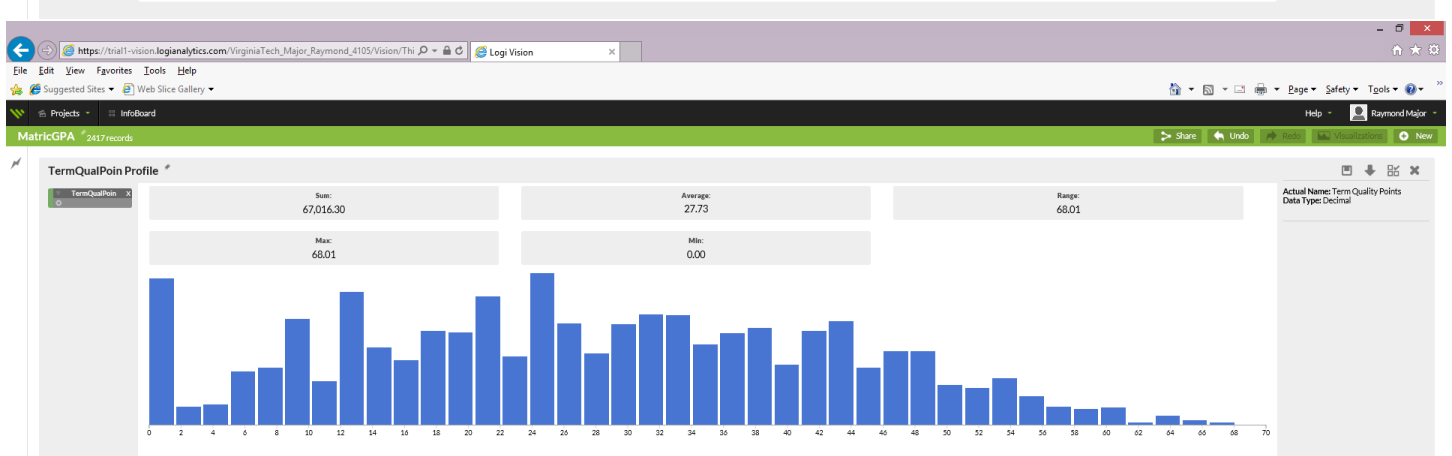 https://trial1-vision.logianalytics.com/VirginiaTech_Major_Raymond_4105/Vision/Thi
Logi Vision
File Edit View Favorites Tools Help
Suggested Sites Web Slice Gallery
Page Safety Tools
Projects InfoBoard
Help Raymond Major
MatricGPA 2417 records
Share Undo Redo Visualizations New
TermQualPoin Profile
TermQualPoin X
Sum:
67,016.30
Average:
27.73
Range:
68.01
Max:
68.01
Min:
0.00
Actual Name: Term Quality Points
Data Type: Decimal
0 2 4 6 8 10 12 14 16 18 20 22 24 26 28 30 32 34 36 38 40 42 44 46 48 50 52 54 56 58 60 62 64 66 68 70